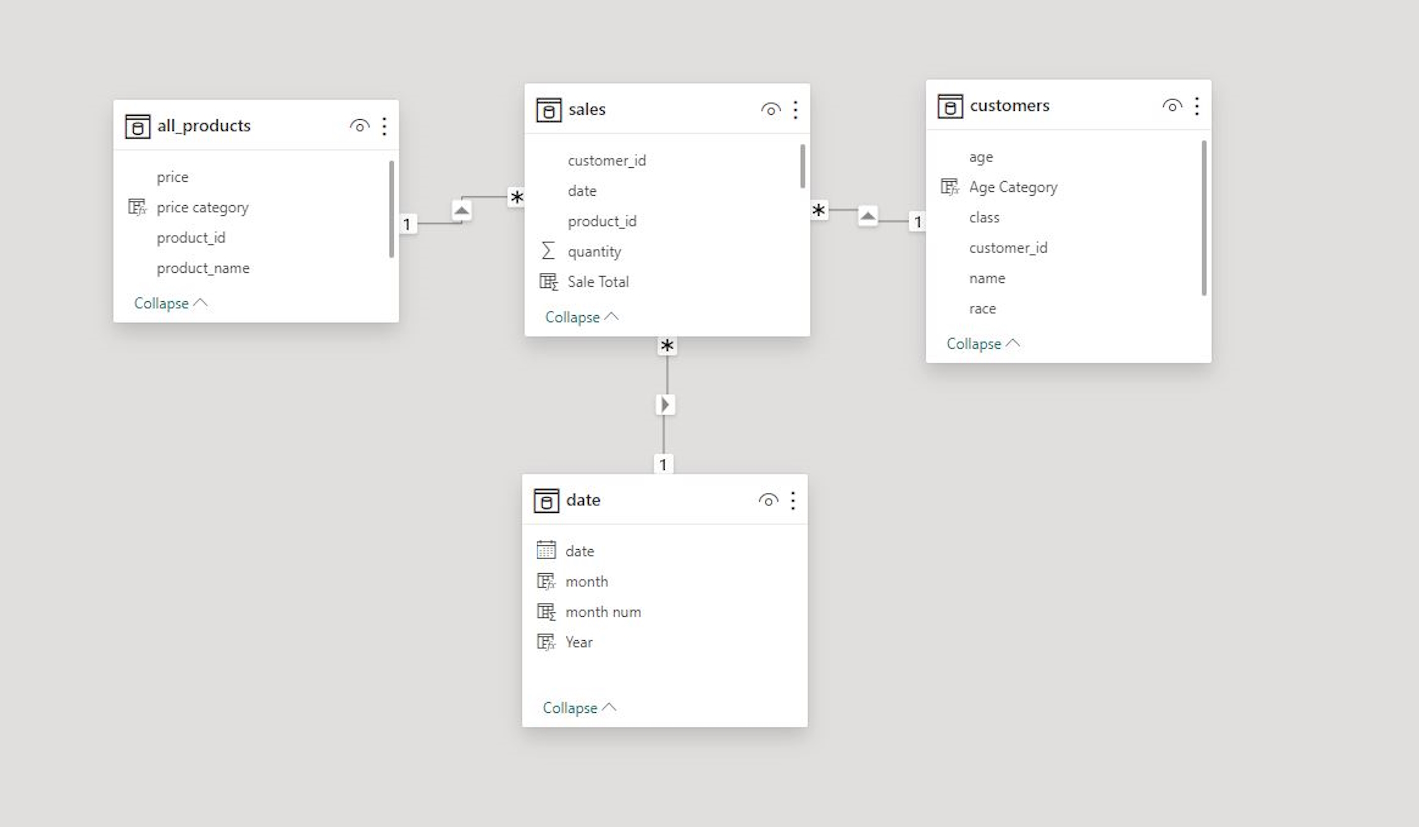 all_products
price
price category
product_id
product_name
Collapse
1
*
sales
customer_id
date
product_id
quantity
Sale Total
Collapse
*
1
customers
age
Age Category
class
customer_id
name
race
Collapse
*
1
date
date
month
month num
Year
Collapse